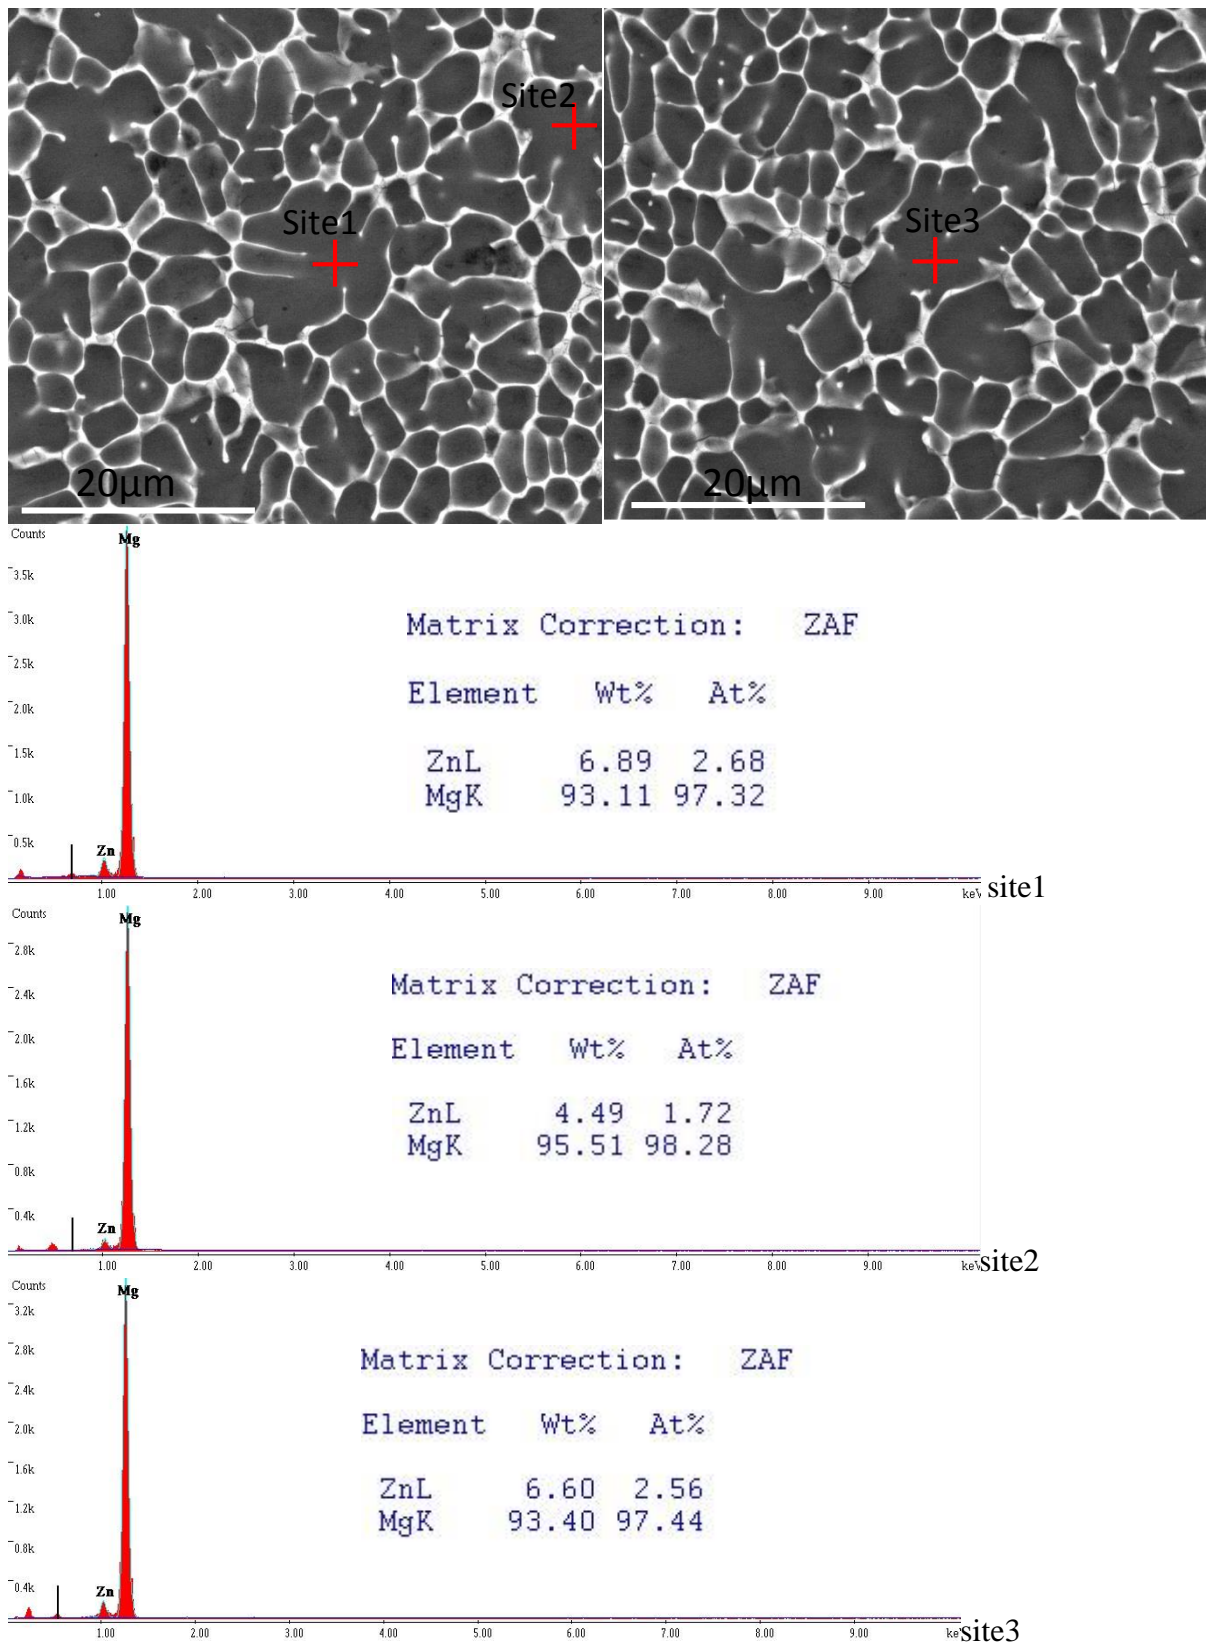 Site2
Site1
Site3
20μm
20μm
Counts
Mg
3.5k
3.0k
2.5k
2.0k
1.5k
1.0k
0.5k
Zn
Matrix Correction: ZAF
Element Wt% At%
ZnL 6.89 2.68
MgK 93.11 97.32
1.00 2.00 3.00 4.00 5.00 6.00 7.00 8.00 9.00 keV
site1
Counts
Mg
2.8k
2.4k
2.0k
1.6k
1.2k
0.8k
0.4k
Zn
Matrix Correction: ZAF
Element Wt% At%
ZnL 4.49 1.72
MgK 95.51 98.28
1.00 2.00 3.00 4.00 5.00 6.00 7.00 8.00 9.00 keV
site2
Counts
Mg
3.2k
2.8k
2.4k
2.0k
1.6k
1.2k
0.8k
0.4k
Zn
Matrix Correction: ZAF
Element Wt% At%
ZnL 6.60 2.56
MgK 93.40 97.44
1.00 2.00 3.00 4.00 5.00 6.00 7.00 8.00 9.00 keV
site3